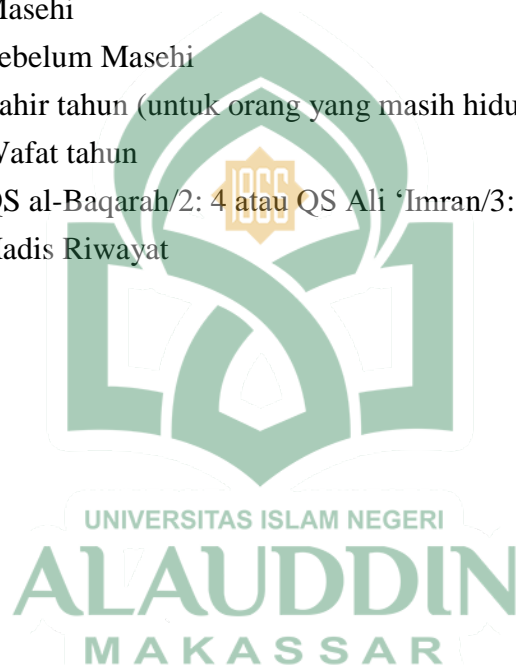 Masehi
ebelum Masehi
ahir tahun (untuk orang yang masih hidu
Wafat tahun
QS al-Baqarah/2: 4 atau QS Ali ‘Imran/3:
Hadis Riwayat
1965
UNIVERSITAS ISLAM NEGERI
ALAUDDIN
MAKASSAR